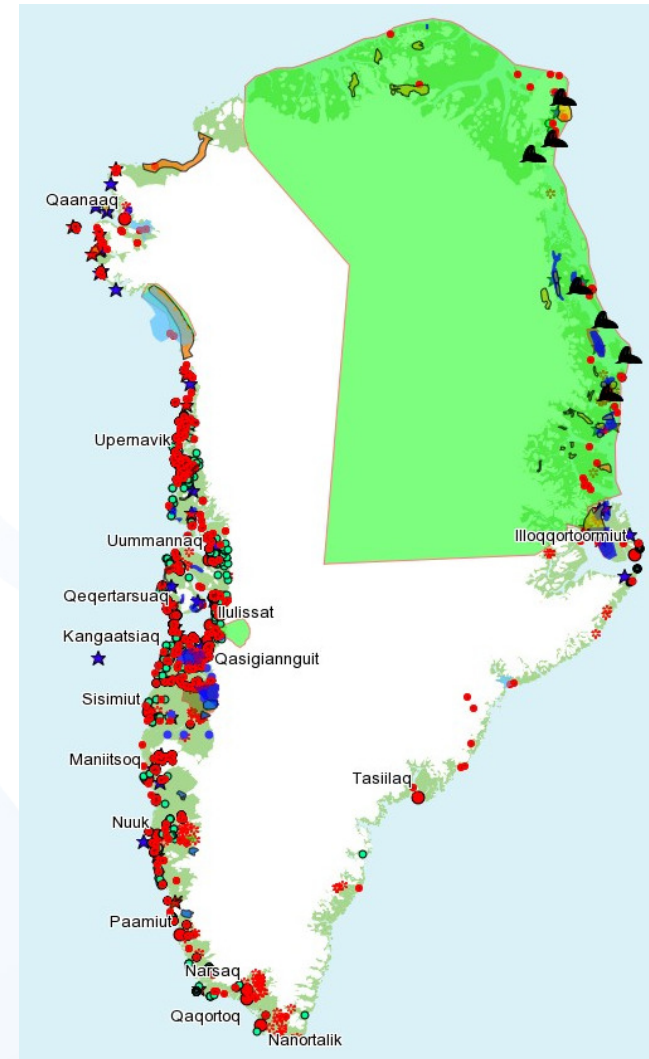 Qaanaaq
Upernavik
Uummannaq
Illoqqortoormiut
Qeqertarsuaq
Ilulissat
Kangaatsiaq
Qasigiannguit
Sisimiut
Maniitsoq
Tasiilaq
Nuuk
Paamiut
Narsaq
Qaqortoq
Nanortalik